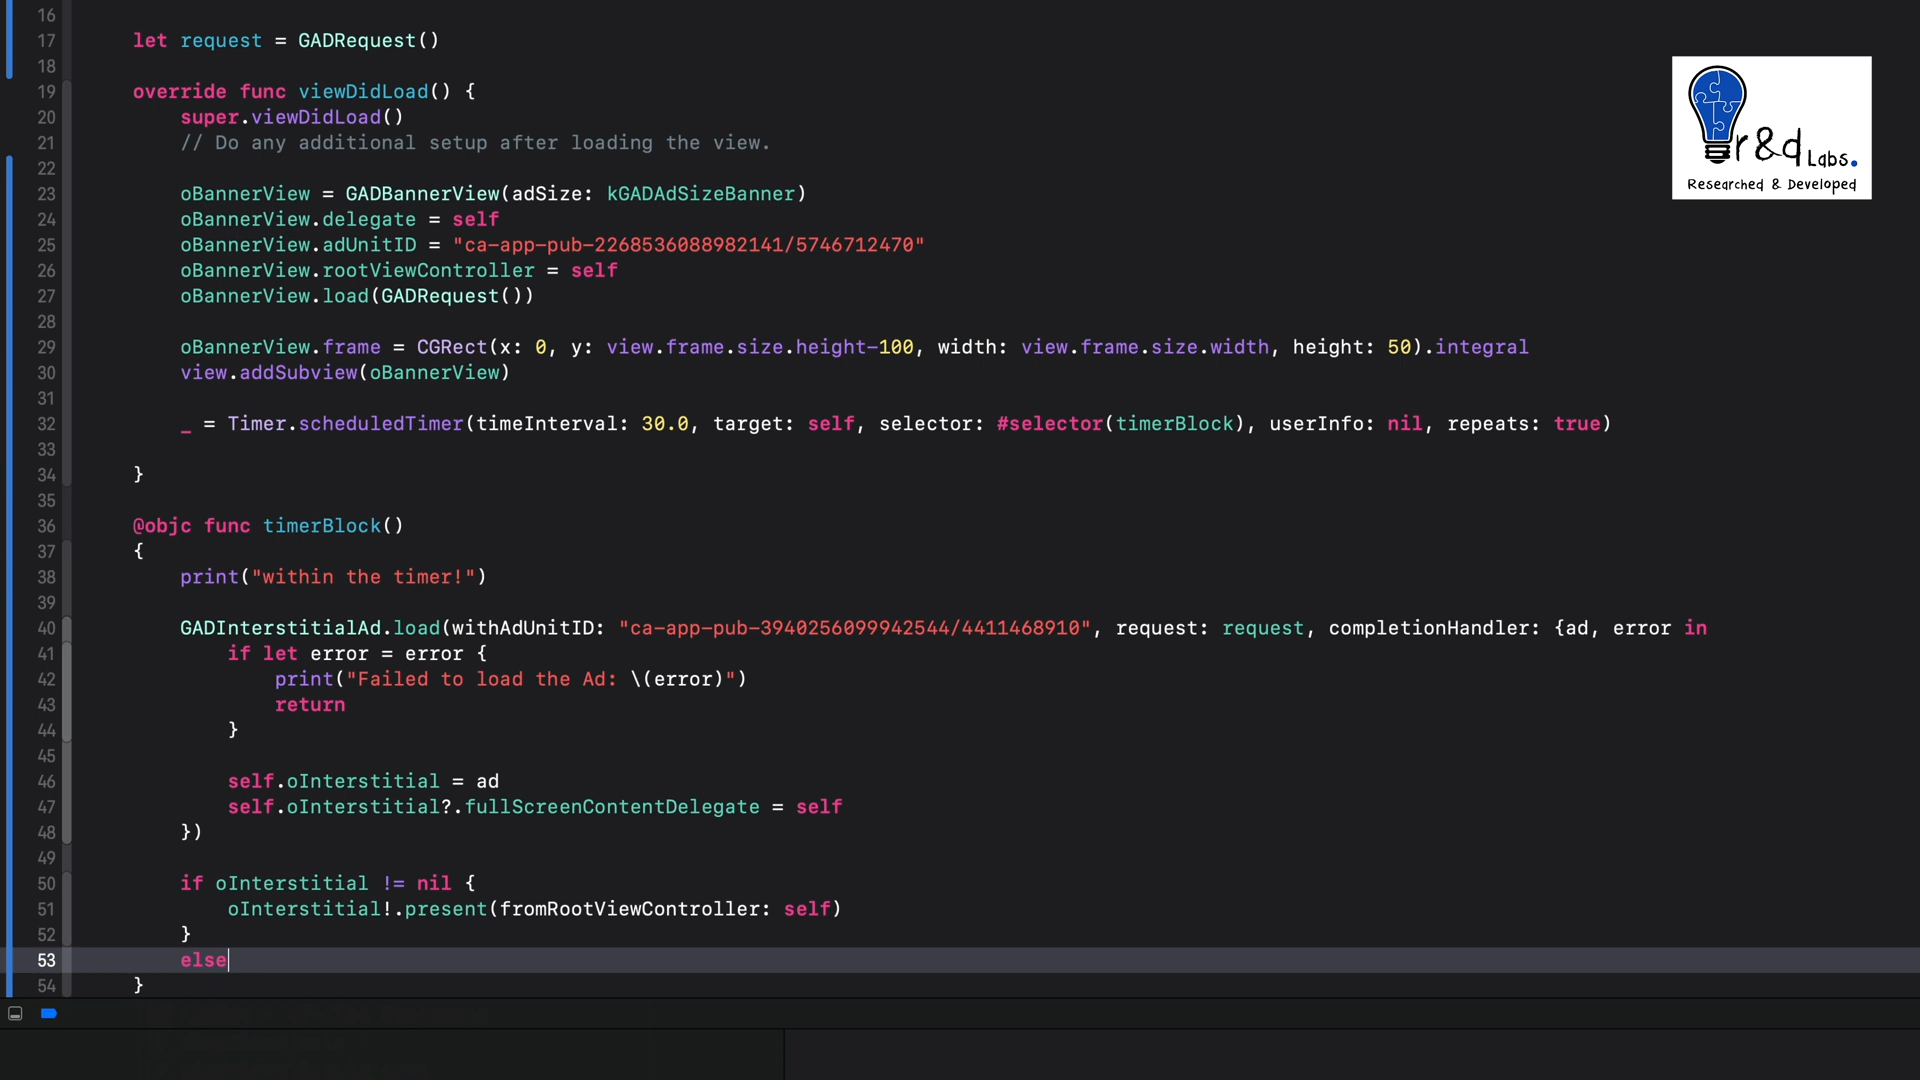 16
17 let request = GADRequest()
18
19 override func viewDidLoad() {
20 super.viewDidLoad()
21 // Do any additional setup after loading the view.
22
23 oBannerView = GADBannerView(adSize: kGADAdSizeBanner)
24 oBannerView.delegate = self
25 oBannerView.adUnitID = "ca-app-pub-2268536088982141/5746712470"
26 oBannerView.rootViewController = self
27 oBannerView.load(GADRequest())
28
29 oBannerView.frame = CGRect(x: 0, y: view.frame.size.height-100, width: view.frame.size.width, height: 50).integral
30 view.addSubview(oBannerView)
31
32 _ = Timer.scheduledTimer(timeInterval: 30.0, target: self, selector: #selector(timerBlock), userInfo: nil, repeats: true)
33
34 }
35
36 @objc func timerBlock()
37 {
38 print("within the timer!")
39
40 GADInterstitialAd.load(withAdUnitID: "ca-app-pub-3940256099942544/4411468910", request: request, completionHandler: {ad, error in
41 if let error = error {
42 print("Failed to load the Ad: \(error)")
43 return
44 }
45
46 self.oInterstitial = ad
47 self.oInterstitial?.fullScreenContentDelegate = self
48 })
49
50 if oInterstitial != nil {
51 oInterstitial!.present(fromRootViewController: self)
52 }
53 else
54 }
r&d Labs.
Researched & Developed